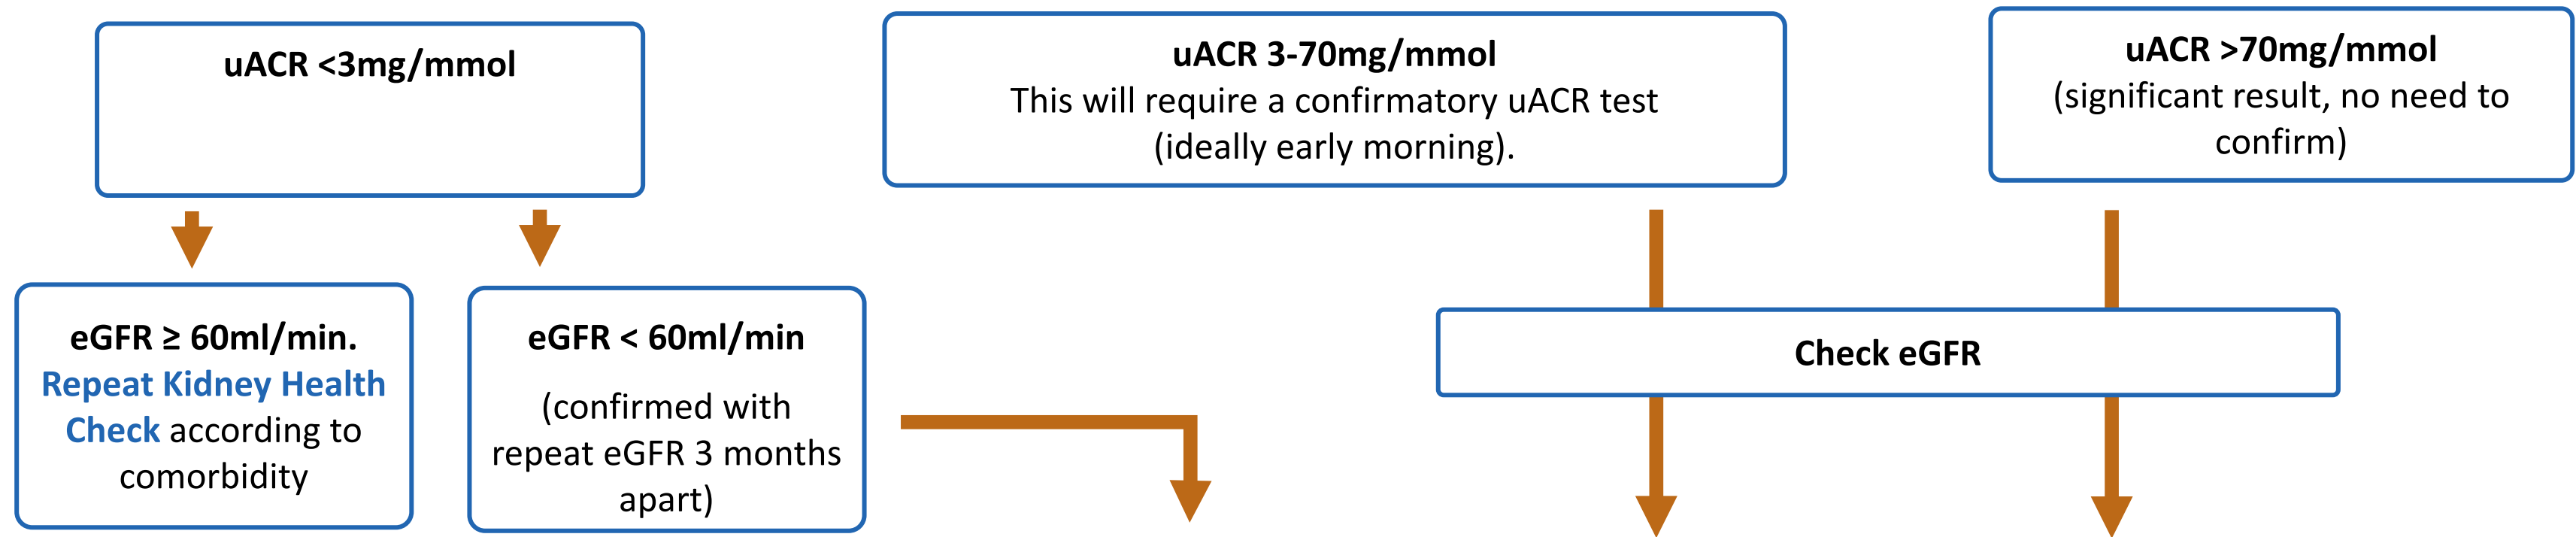 uACR <3mg/mmol
uACR 3-70mg/mmol
This will require a confirmatory uACR test
(ideally early morning).
uACR >70mg/mmol
(significant result, no need to
confirm)
eGFR ≥ 60ml/min.
Repeat Kidney Health
Check according to
comorbidity
eGFR < 60ml/min
(confirmed with
repeat eGFR 3 months
apart)
Check eGFR